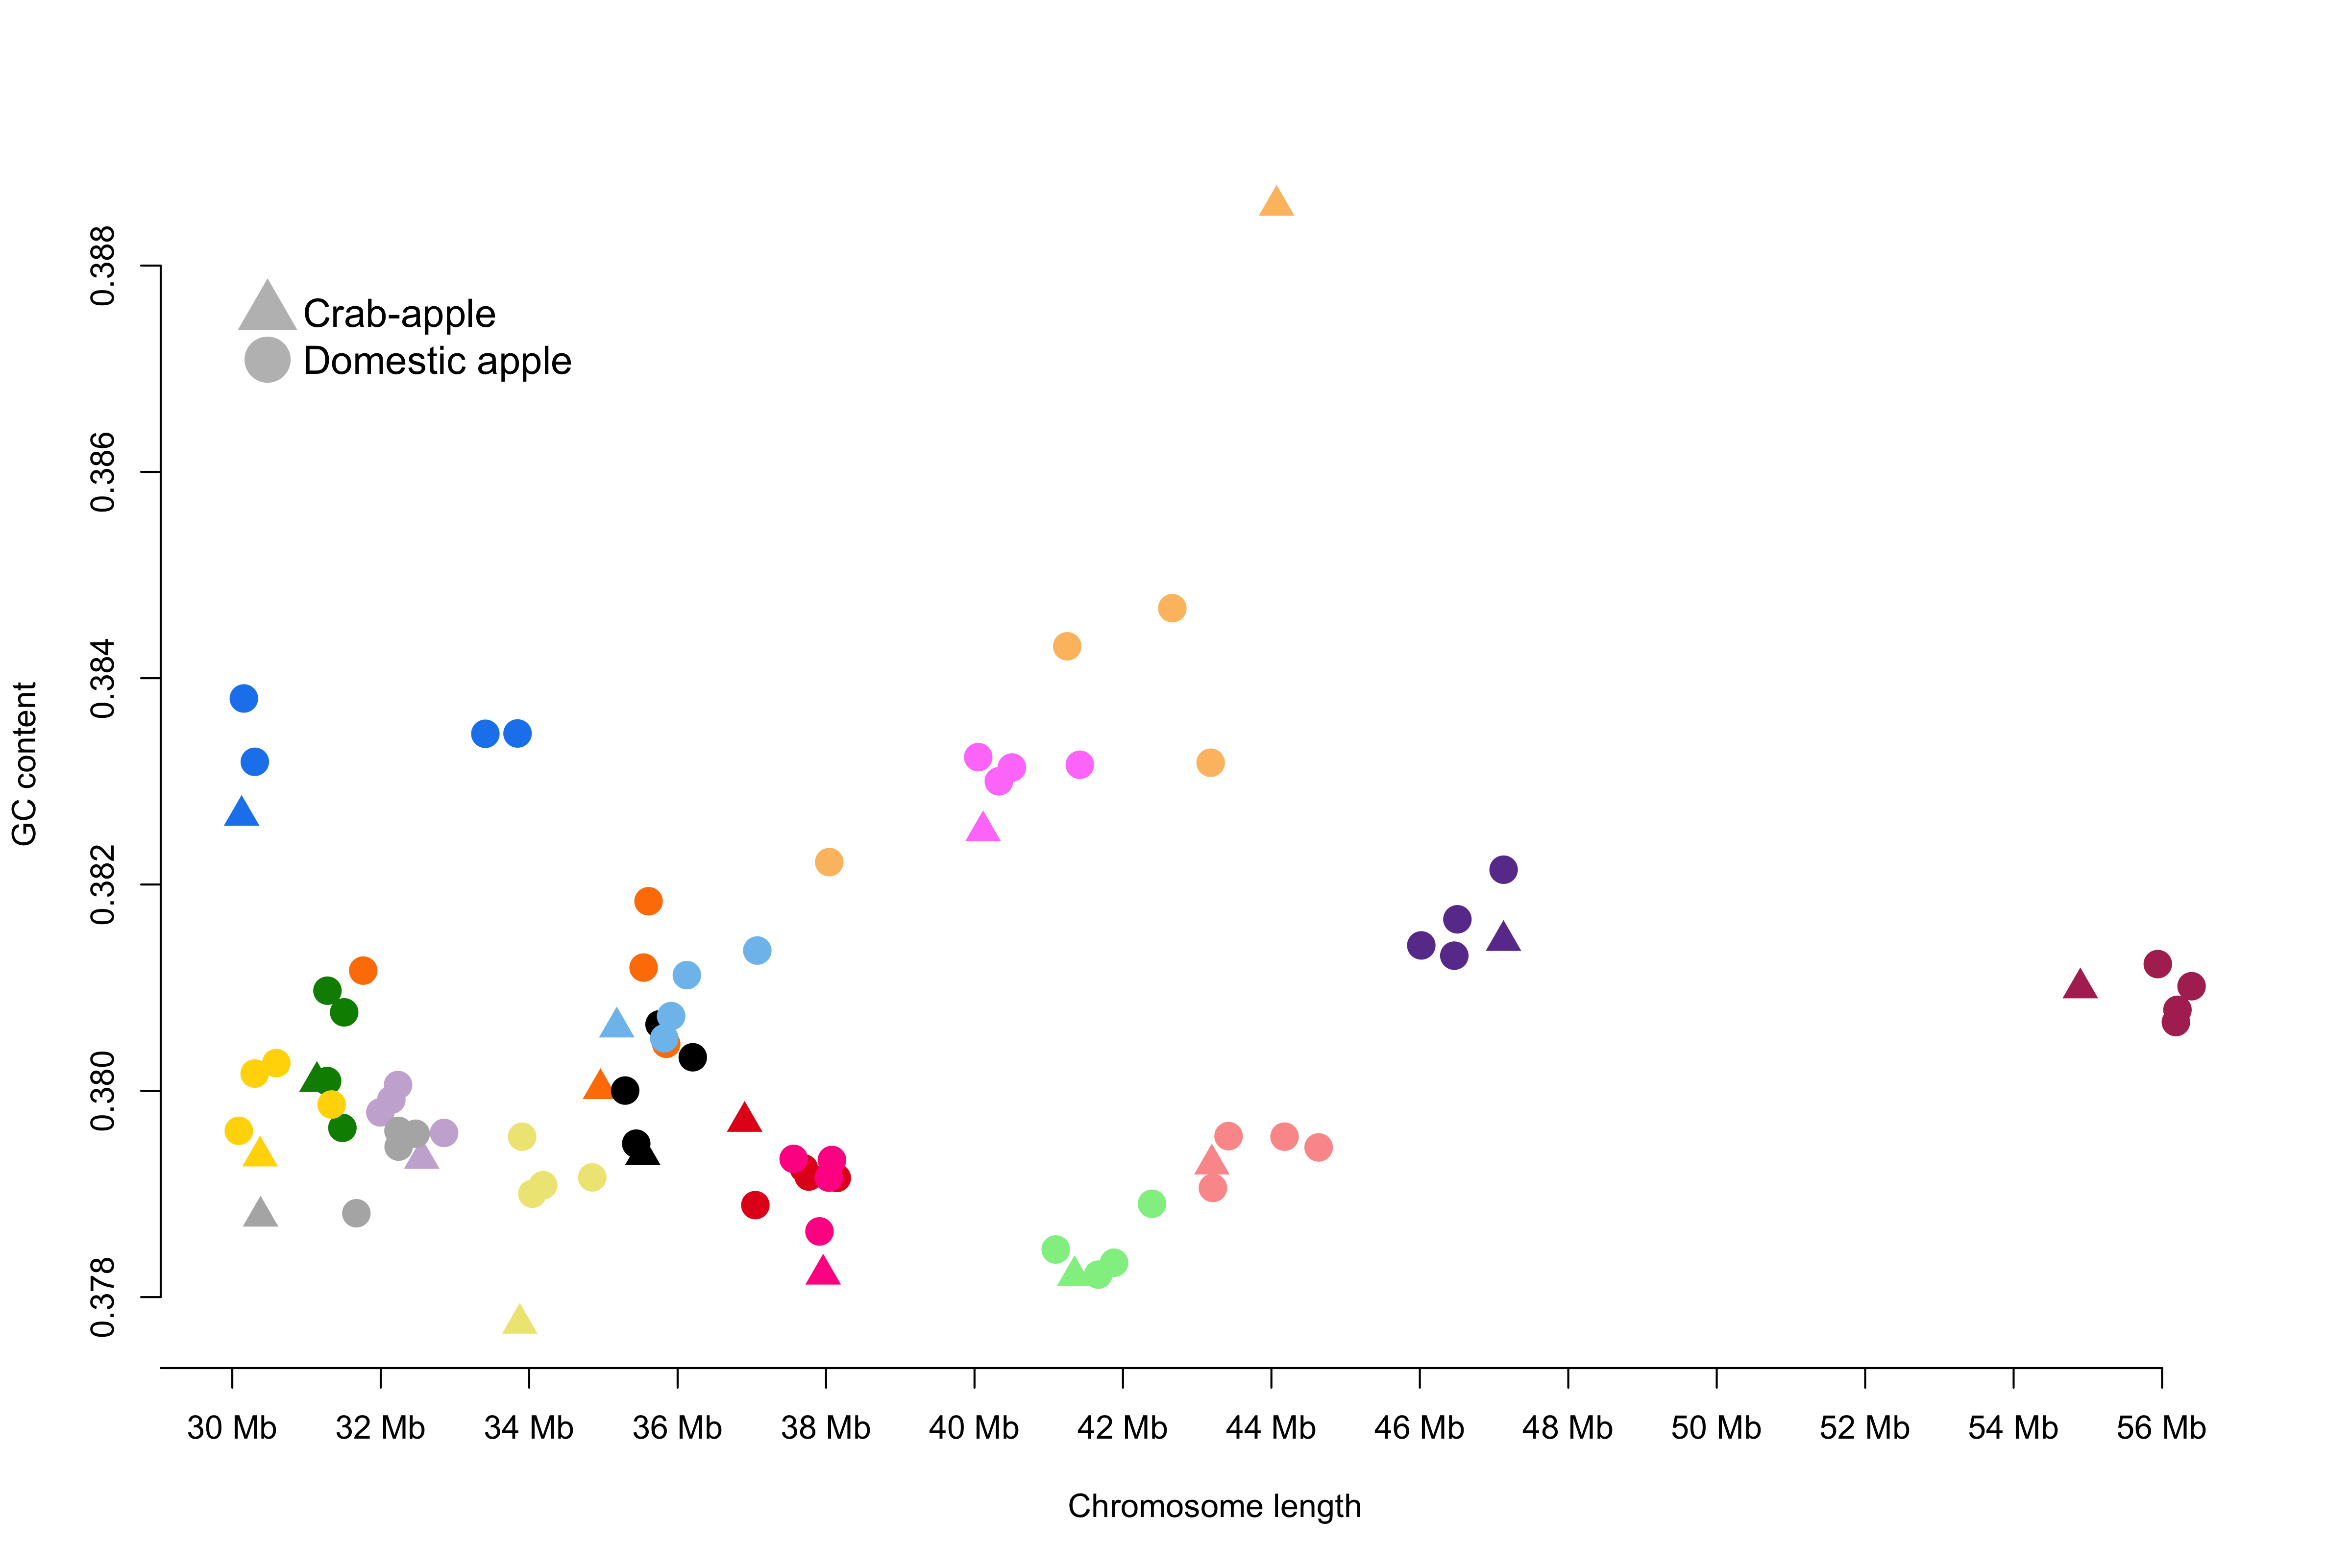 Crab-apple
Domestic apple
GC content
0.388
0.386
0.384
0.382
0.380
0.378
30 Mb 32 Mb 34 Mb 36 Mb 38 Mb 40 Mb 42 Mb 44 Mb 46 Mb 48 Mb 50 Mb 52 Mb 54 Mb 56 Mb
Chromosome length